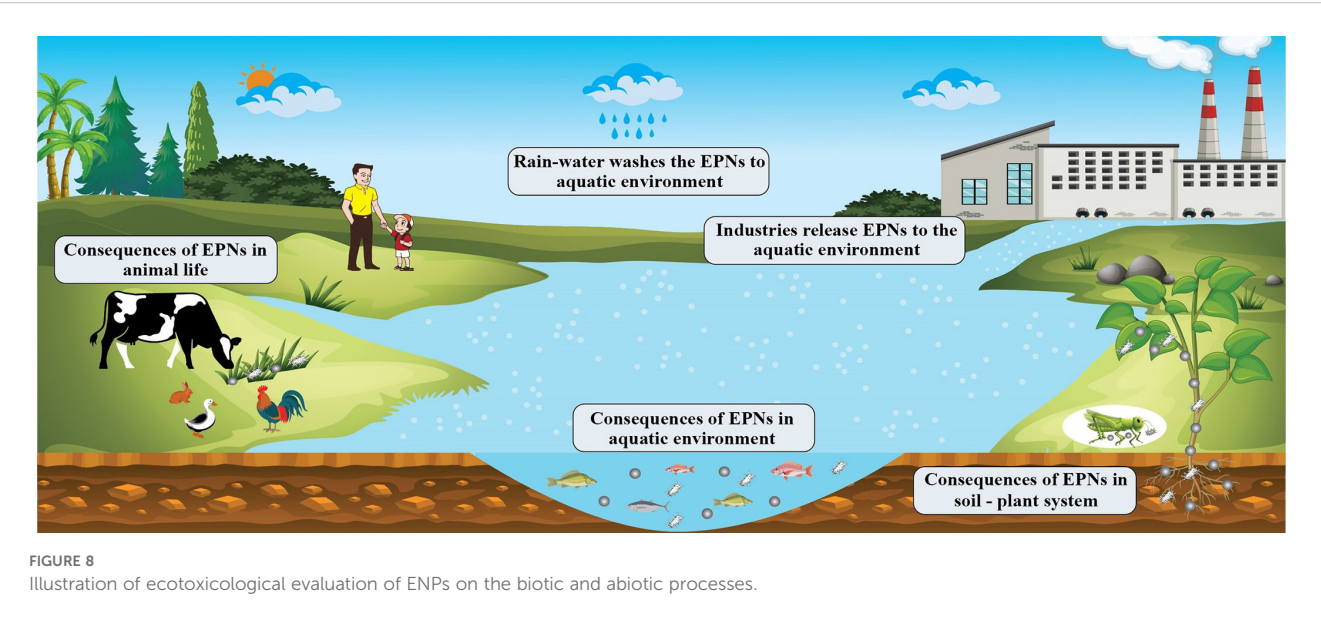 Rain-water washes the EPNs to
aquatic environment
Industries release EPNs to the
aquatic environment
Consequences of EPNs in
animal life
Consequences of EPNs in
aquatic environment
Consequences of EPNs in
soil - plant system
FIGURE 8
Illustration of ecotoxicological evaluation of ENPs on the biotic and abiotic processes.